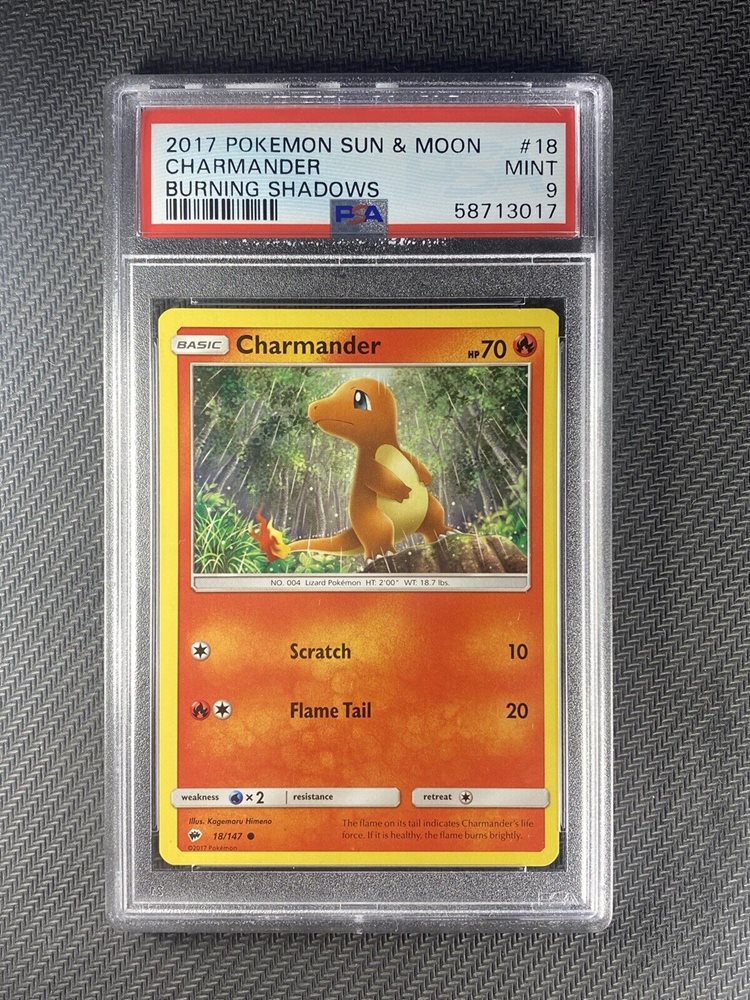 2017 POKEMON SUN & MOON #18
CHARMANDER MINT
BURNING SHADOWS 9
PSA 58713017
BASIC Charmander HP 70
NO. 004 Lizard Pokémon HT: 2'00" WT: 18.7 lbs.
Scratch 10
Flame Tail 20
weakness ×2 resistance retreat
Illus. Kagemaru Himeno
18/147
©2017 Pokémon
The flame on its tail indicates Charmander's life
force. If it is healthy, the flame burns brightly.
PSA